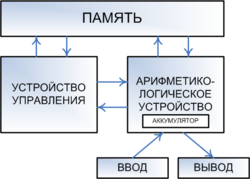 ПАМЯТЬ
УСТРОЙСТВО
УПРАВЛЕНИЯ
АРИФМЕТИКО-
ЛОГИЧЕСКОЕ
УСТРОЙСТВО
АККУМУЛЯТОР
ВВОД
ВЫВОД